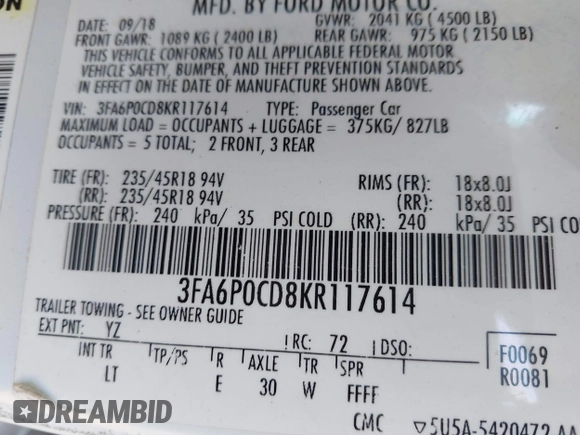 ON
MFD. BY FORD MOTOR CO.
DATE: 09/18 GVWR: 2041 KG ( 4500 LB)
FRONT GAWR: 1089 KG ( 2400 LB) REAR GAWR: 975 KG ( 2150 LB)
THIS VEHICLE CONFORMS TO ALL APPLICABLE FEDERAL MOTOR
VEHICLE SAFETY, BUMPER, AND THEFT PREVENTION STANDARDS
IN EFFECT ON THE DATE OF MANUFACTURE SHOWN ABOVE.
VIN: 3FA6P0CD8KR117614 TYPE: Passenger Car
MAXIMUM LOAD = OCCUPANTS + LUGGAGE = 375KG/ 827LB
OCCUPANTS = 5 TOTAL; 2 FRONT, 3 REAR
TIRE (FR): 235/45R18 94V RIMS (FR): 18x8.0J
(RR): 235/45R18 94V (RR): 18x8.0J
PRESSURE (FR): 240 kPa/ 35 PSI COLD (RR): 240 kPa/ 35 PSI CO
3FA6P0CD8KR117614
TRAILER TOWING - SEE OWNER GUIDE
EXT PNT: YZ RC: 72 DSO: F0069
INT TR TP/PS R AXLE TR SPR R0081
LT E 30 W FFFF
CMC ▽5U5A-5420472-AA
DREAMBID